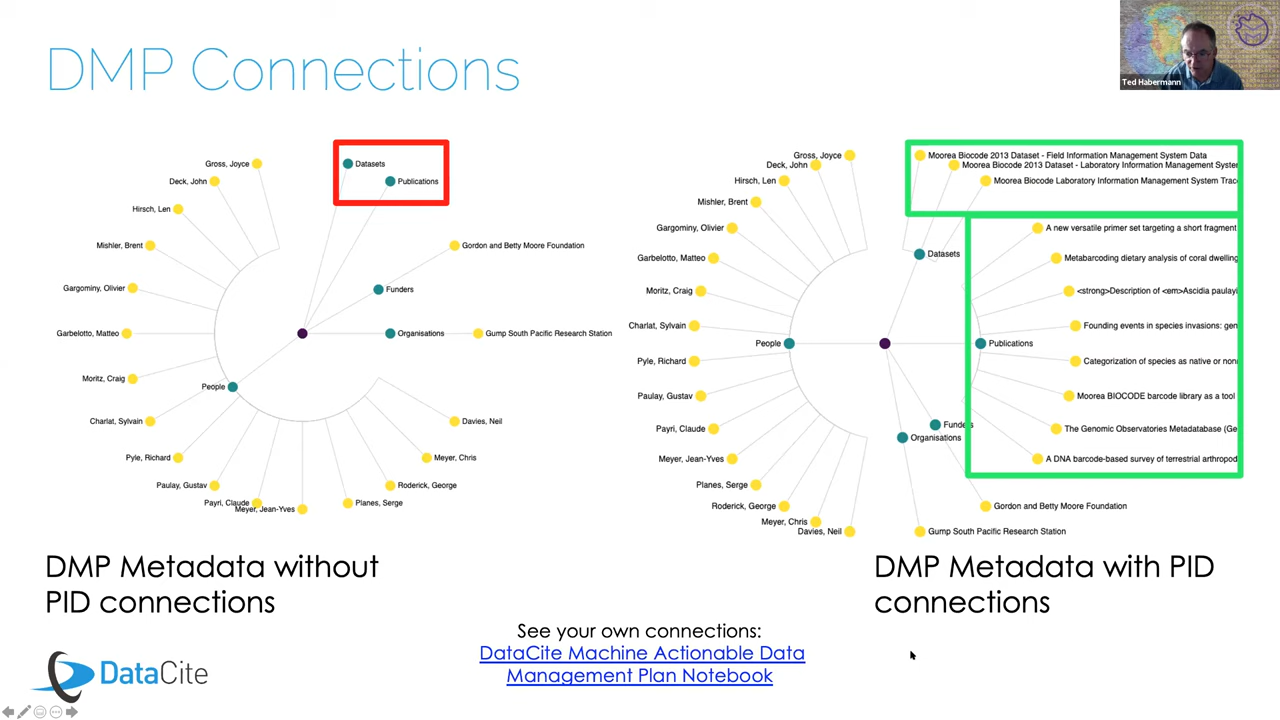 DMP Connections
Ted Habermann
Gross, Joyce
Deck, John
Hirsch, Len
Mishler, Brent
Gargominy, Olivier
Garbelotto, Matteo
Moritz, Craig
Charlat, Sylvain
Pyle, Richard
Paulay, Gustav
Payri, Claude
Meyer, Jean-Yves
Planes, Serge
Roderick, George
Meyer, Chris
Davies, Neil
Datasets
Publications
Gordon and Betty Moore Foundation
Funders
Organisations
Gump South Pacific Research Station
People
DMP Metadata without
PID connections
Gross, Joyce
Deck, John
Hirsch, Len
Mishler, Brent
Gargominy, Olivier
Garbelotto, Matteo
Moritz, Craig
Charlat, Sylvain
People
Pyle, Richard
Paulay, Gustav
Payri, Claude
Meyer, Jean-Yves
Planes, Serge
Roderick, George
Meyer, Chris
Davies, Neil
Moorea Biocode 2013 Dataset - Field Information Management System Data
Moorea Biocode 2013 Dataset - Laboratory Information Management Syster
Moorea Biocode Laboratory Information Management System Trace
Datasets
A new versatile primer set targeting a short fragment
Metabarcoding dietary analysis of coral dwelling
<strong>Description of <em>Ascidia paulayi
Founding events in species invasions: gen
Publications
Categorization of species as native or non
Moorea BIOCODE barcode library as a tool
The Genomic Observatories Metadatabase (Ge
A DNA barcode-based survey of terrestrial arthropod
Funders
Organisations
Gordon and Betty Moore Foundation
Gump South Pacific Research Station
DMP Metadata with PID
connections
See your own connections:
DataCite Machine Actionable Data
Management Plan Notebook
DataCite